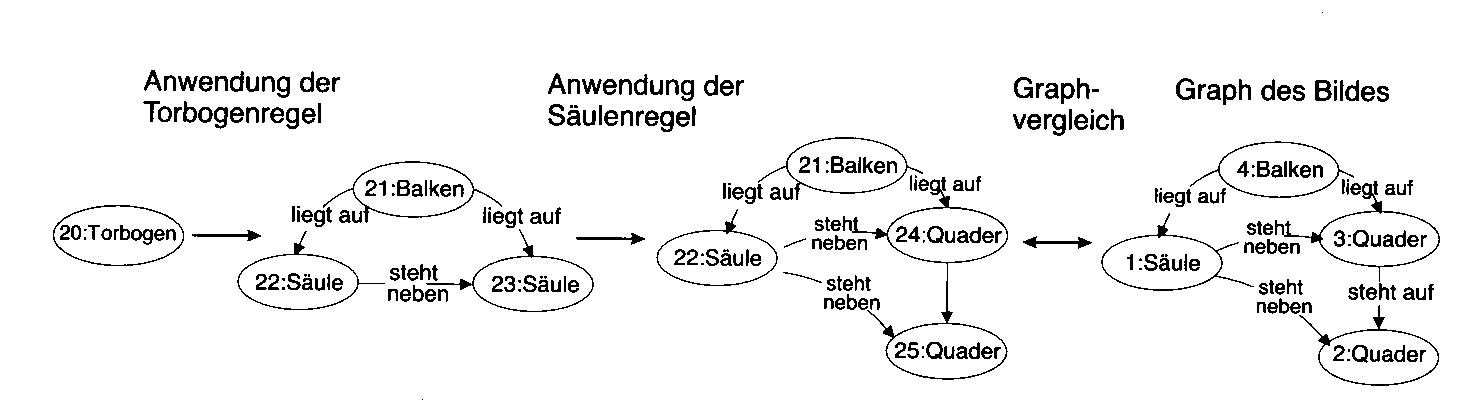 Anwendung der
Torbogenregel
Anwendung der
Säulenregel
Graph-
vergleich
Graph des Bildes
20:Torbogen
21:Balken
liegt auf
liegt auf
22:Säule
steht
neben
23:Säule
21:Balken
liegt auf
liegt auf
22:Säule
steht
neben
24:Quader
steht
neben
25:Quader
4:Balken
liegt auf
liegt auf
1:Säule
steht
neben
3:Quader
steht
neben
steht auf
2:Quader